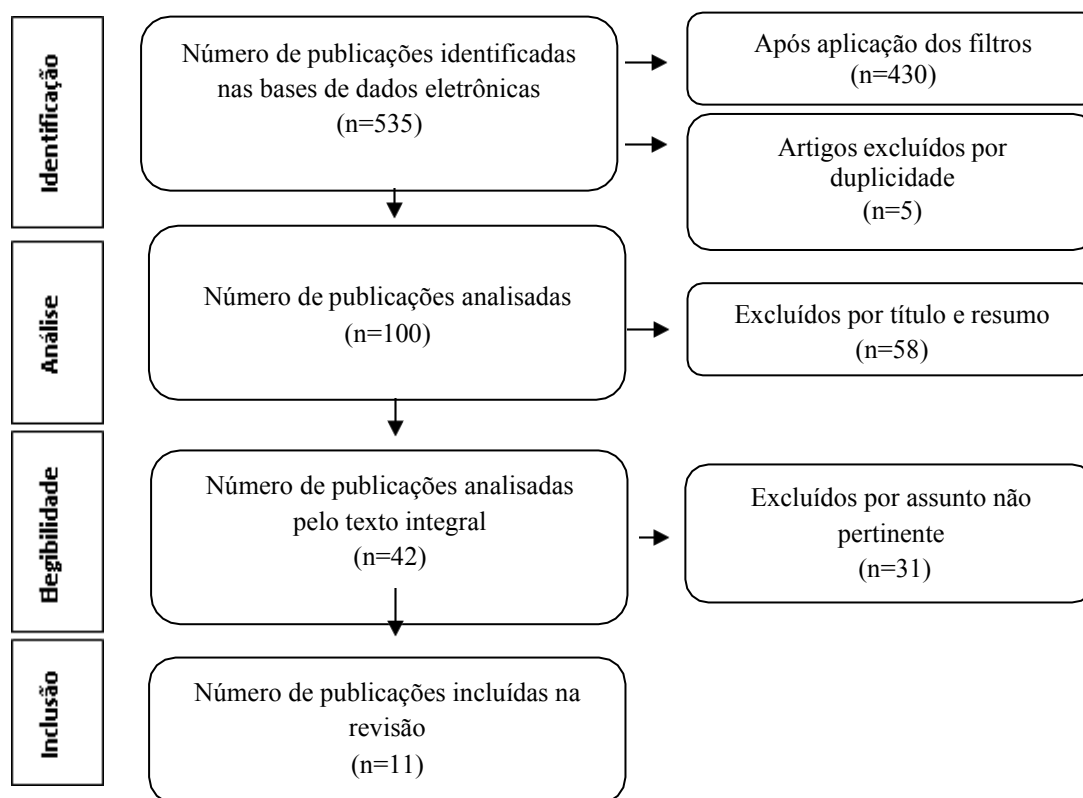 Identificação
Número de publicações identificadas
nas bases de dados eletrônicas
(n=535)
Após aplicação dos filtros
(n=430)
Artigos excluídos por
duplicidade
(n=5)
Análise
Número de publicações analisadas
(n=100)
Excluídos por título e resumo
(n=58)
Elegibilidade
Número de publicações analisadas
pelo texto integral
(n=42)
Excluídos por assunto não
pertinente
(n=31)
Inclusão
Número de publicações incluídas na
revisão
(n=11)